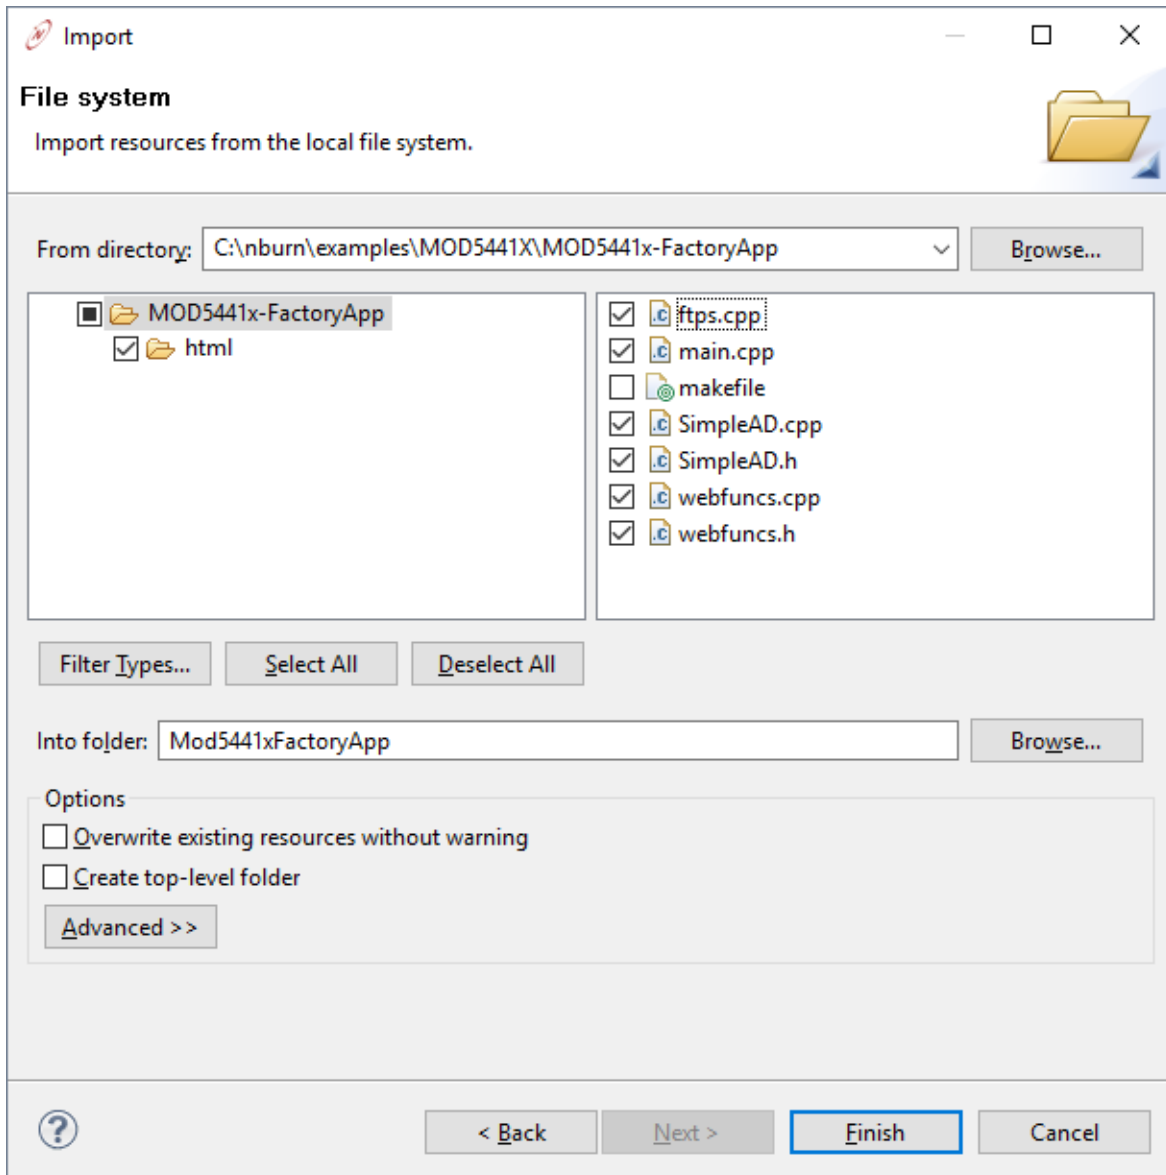 Import
File system
Import resources from the local file system.
From directory: C:\nburn\examples\MOD5441X\MOD5441x-FactoryApp Browse...
MOD5441x-FactoryApp
html
ftps.cpp
main.cpp
makefile
SimpleAD.cpp
SimpleAD.h
webfuncs.cpp
webfuncs.h
Filter Types... Select All Deselect All
Into folder: Mod5441xFactoryApp Browse...
Options
Overwrite existing resources without warning
Create top-level folder
Advanced >>
? < Back Next > Finish Cancel